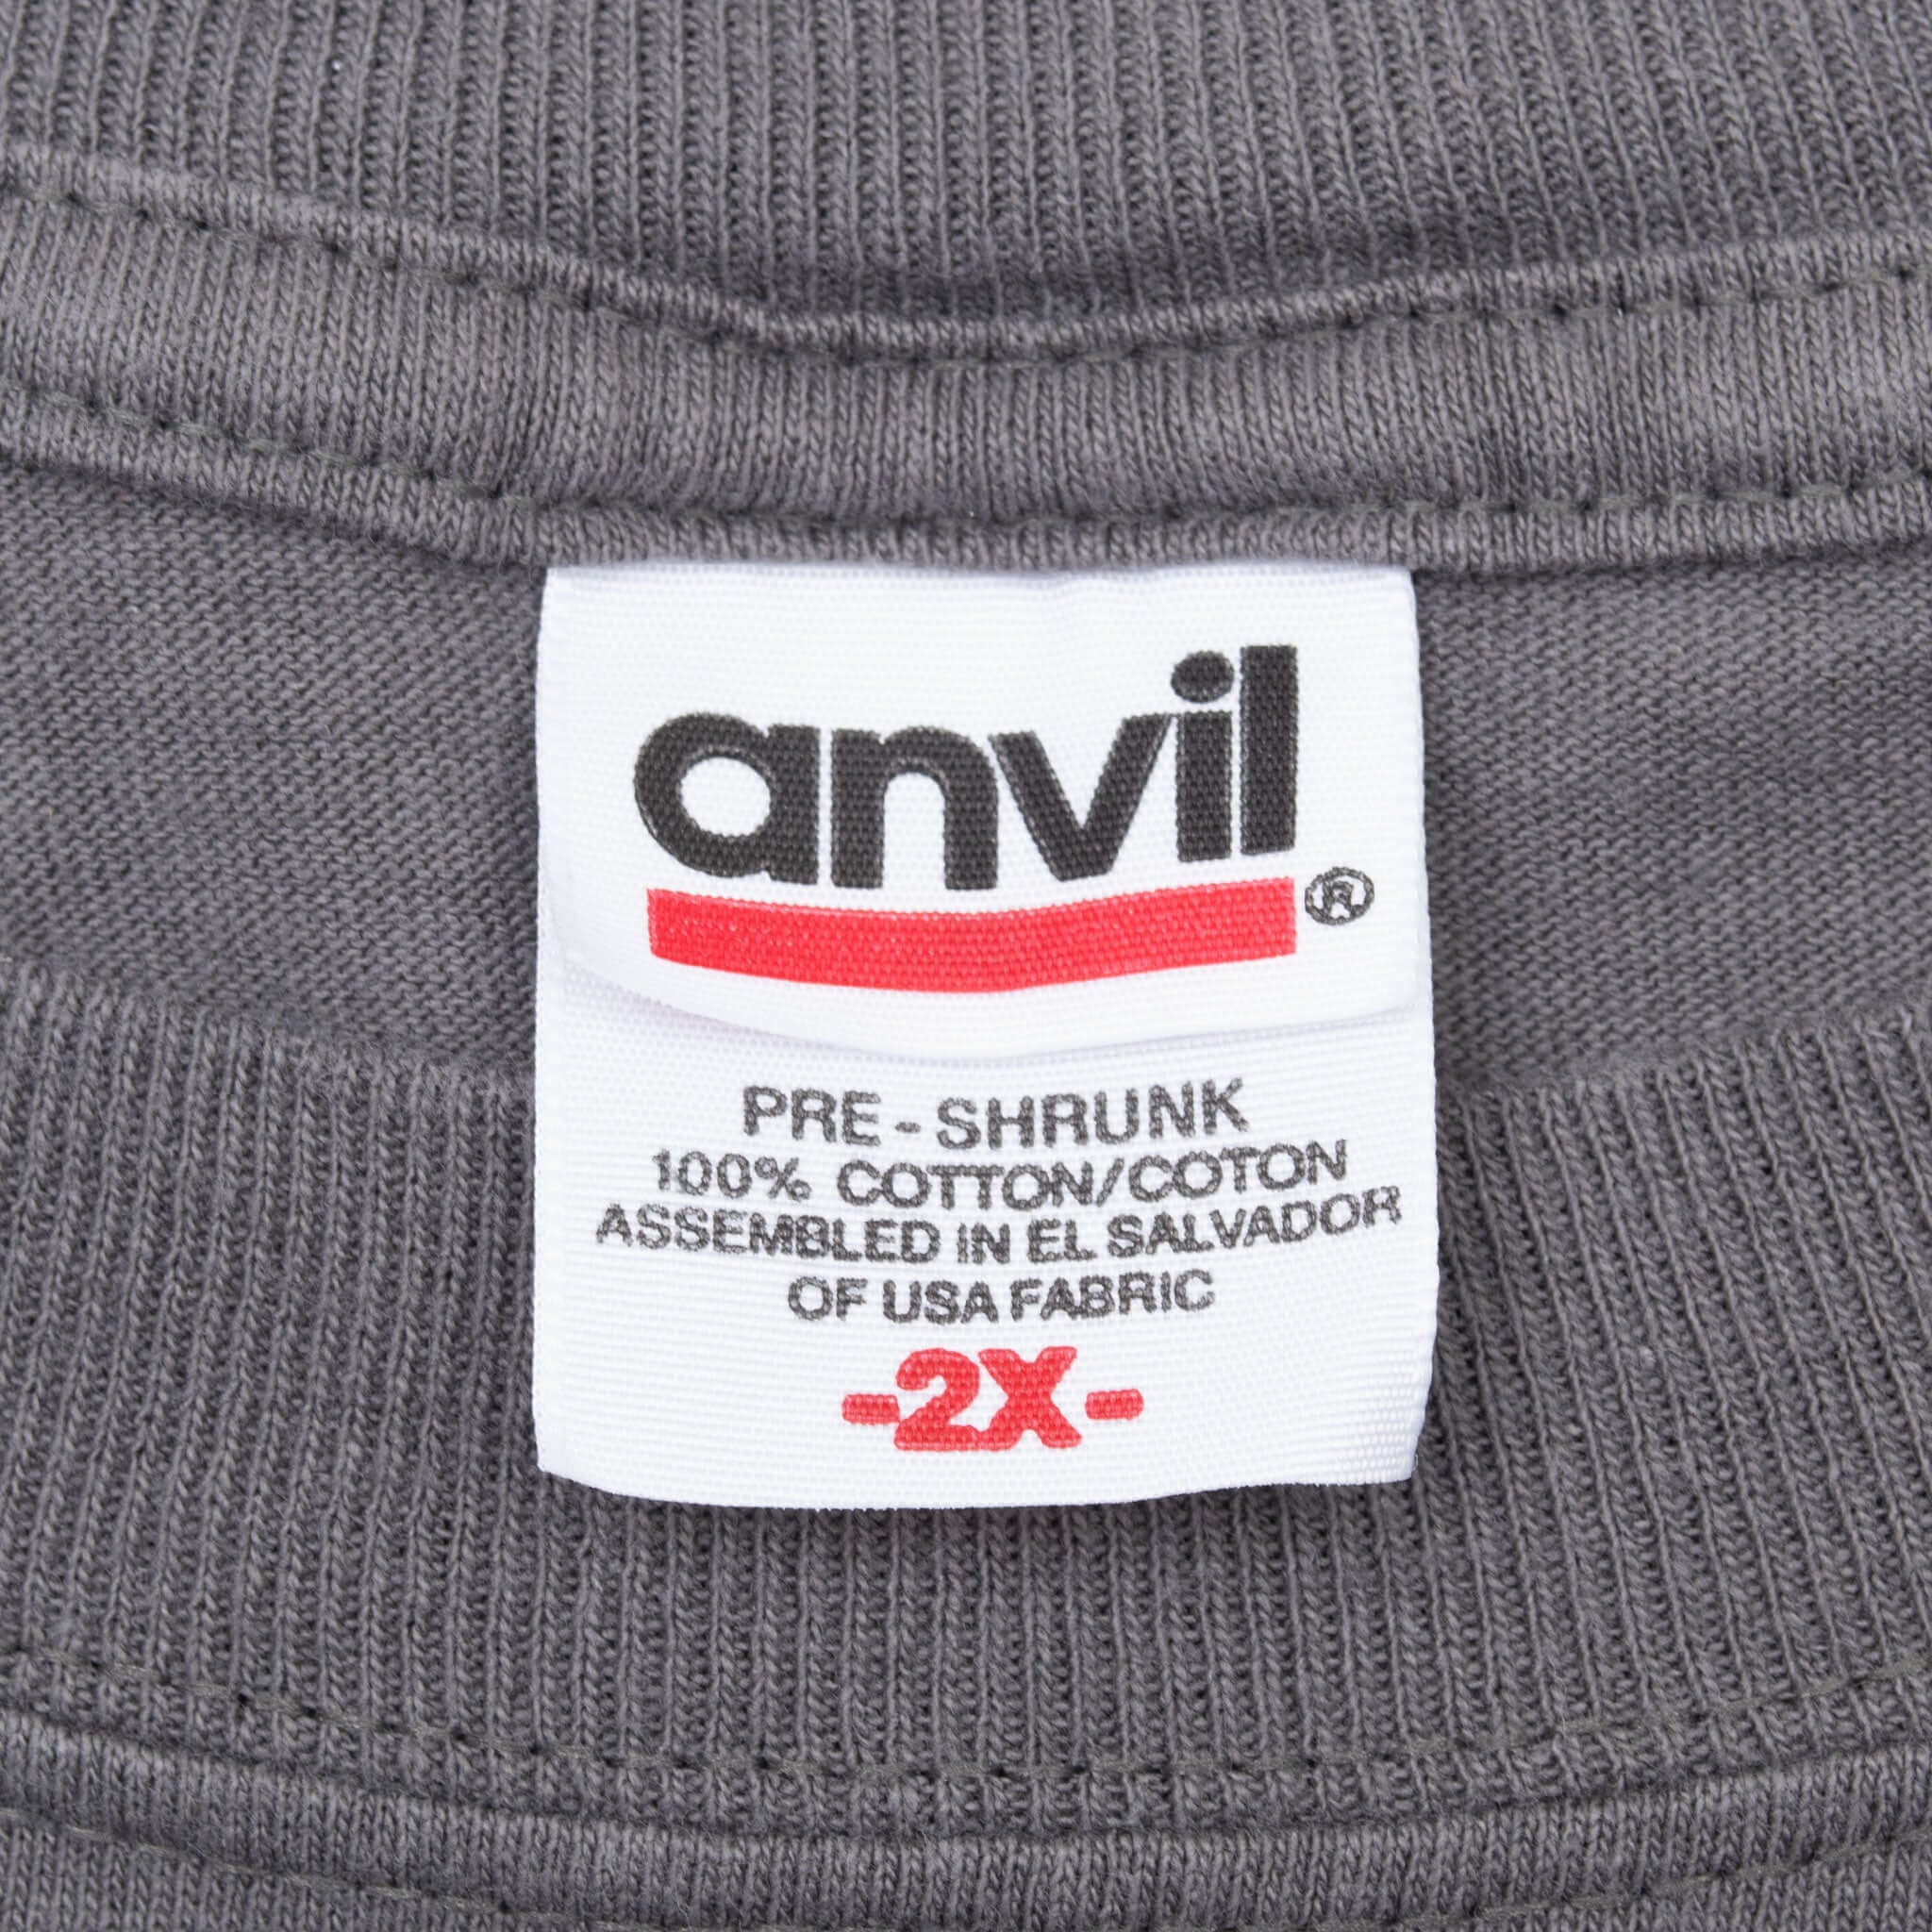 anvil
®
PRE-SHRUNK
100% COTTON/COTON
ASSEMBLED IN EL SALVADOR
OF USA FABRIC
-2X-